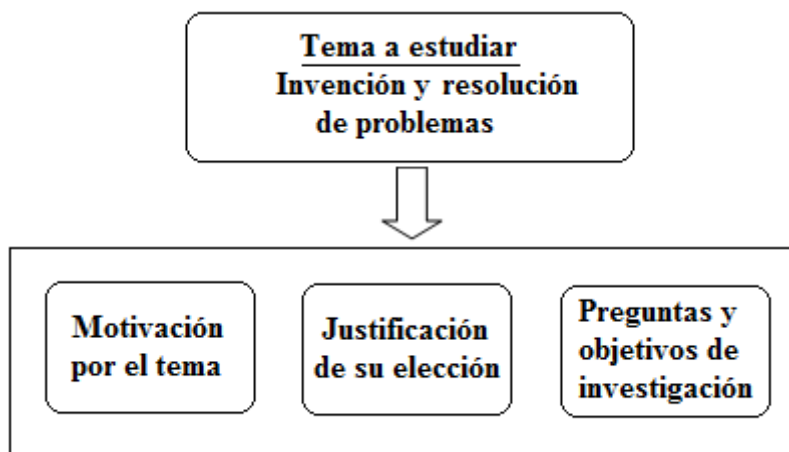 Tema a estudiar
Invención y resolución
de problemas
Motivación
por el tema
Justificación
de su elección
Preguntas y
objetivos de
investigación